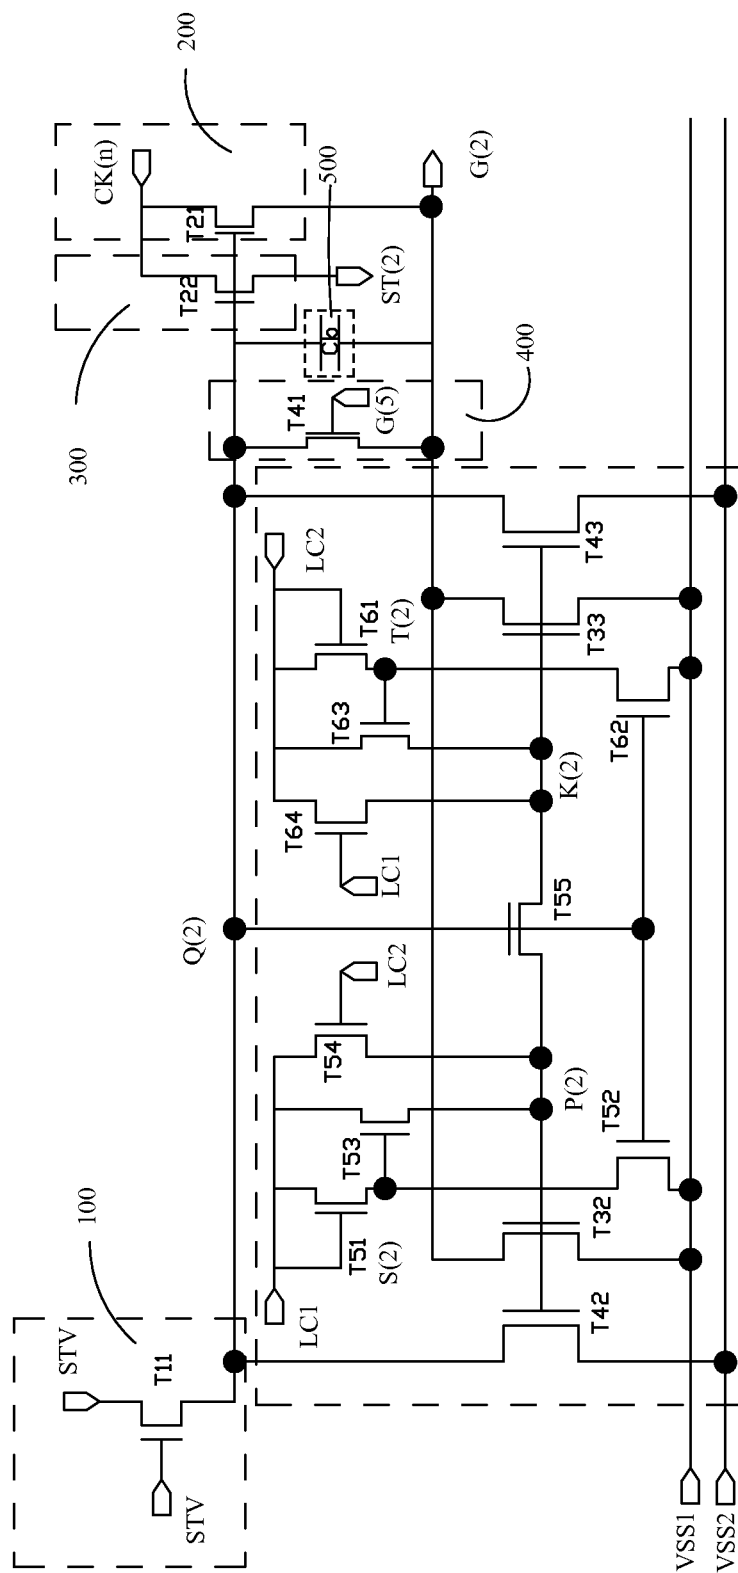 200
CK(n)
T21
G(2)
500
T22
ST(2)
300
Cb
400
T41
G(5)
LC2
T43
T61
T(2)
T33
T63
T62
K(2)
T64
LC1
T55
Q(2)
LC2
T54
P(2)
T52
T53
100
T51
S(2)
T32
LC1
T42
STV
T11
STV
VSS1
VSS2